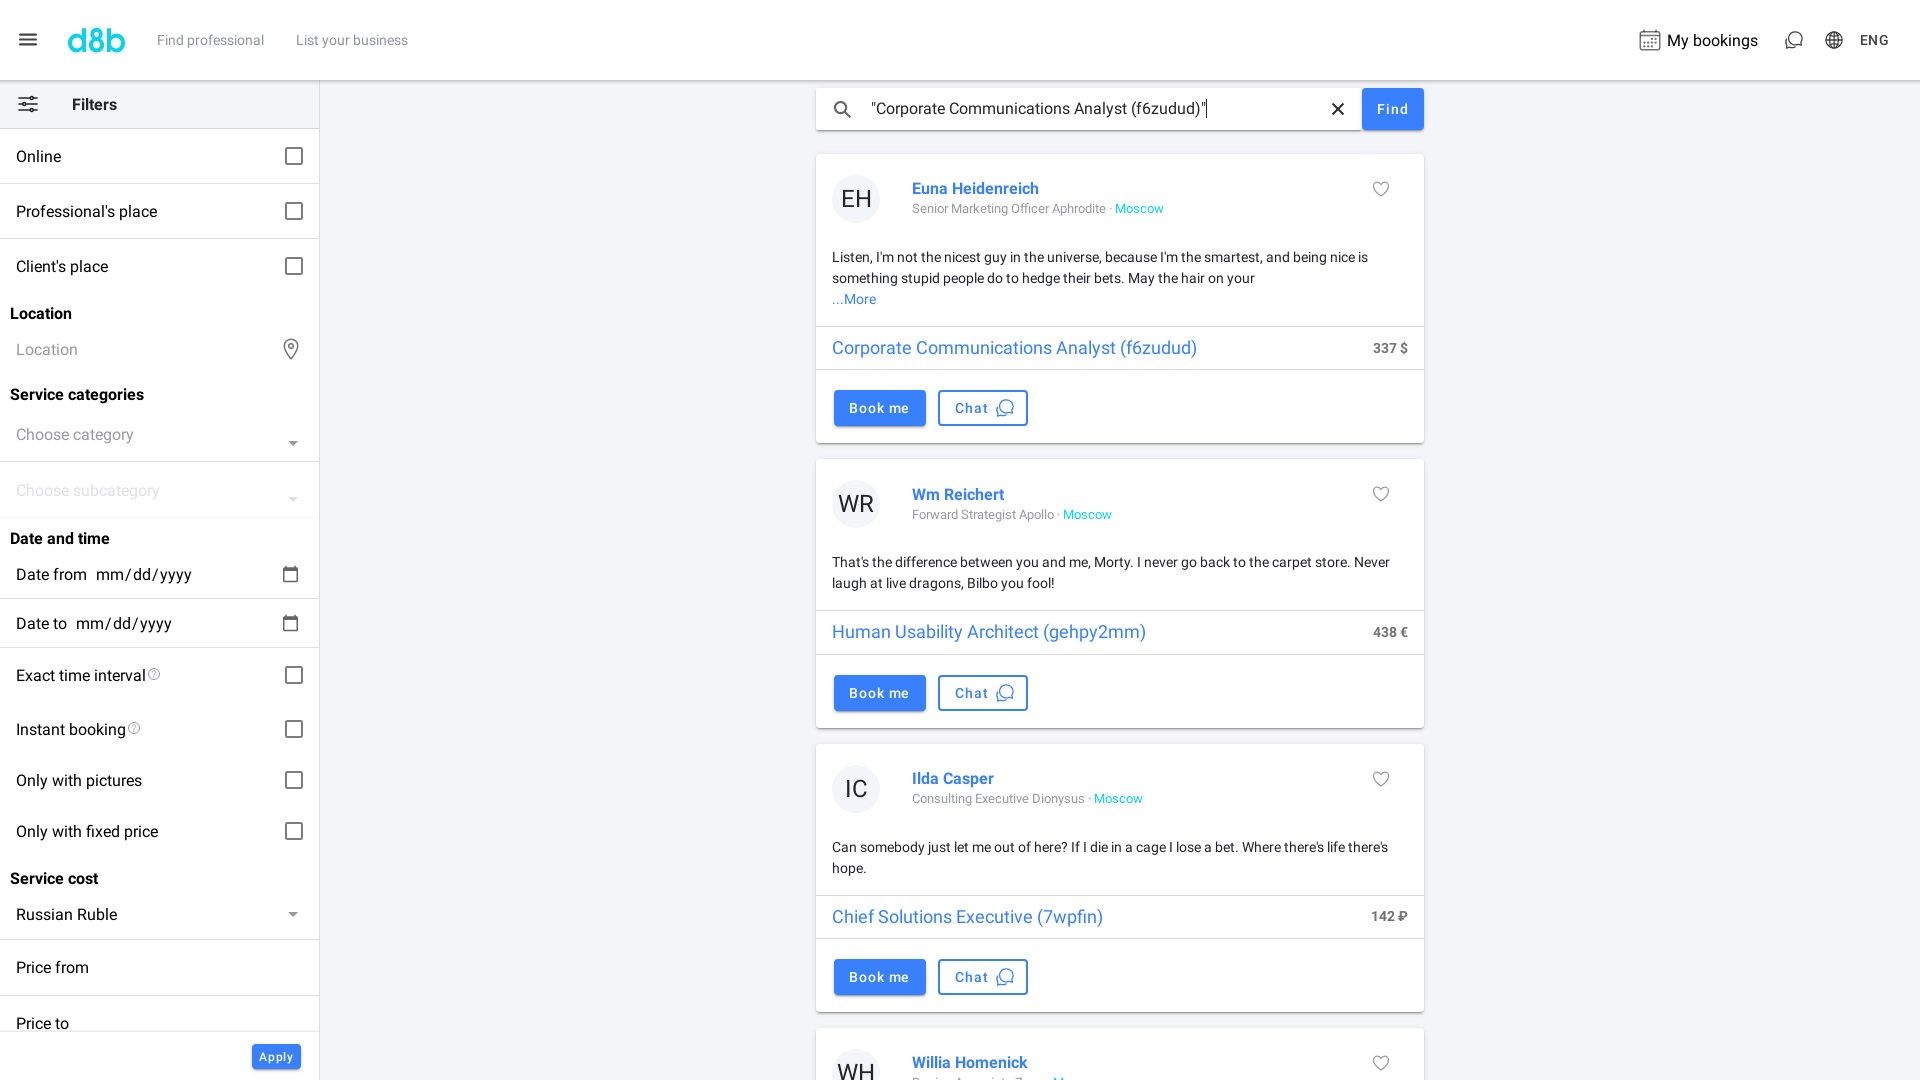 d8b
Find professional
List your business
My bookings
ENG
Filters
Online
Professional's place
Client's place
Location
Location
Service categories
Choose category
Choose subcategory
Date and time
Date from mm/dd/yyyy
Date to mm/dd/yyyy
Exact time interval
Instant booking
Only with pictures
Only with fixed price
Service cost
Russian Ruble
Price from
Price to
Apply
"Corporate Communications Analyst (f6zudud)"
Find
EH
Euna Heidenreich
Senior Marketing Officer Aphrodite · Moscow
Listen, I'm not the nicest guy in the universe, because I'm the smartest, and being nice is
something stupid people do to hedge their bets. May the hair on your
...More
Corporate Communications Analyst (f6zudud)
337 $
Book me
Chat
WR
Wm Reichert
Forward Strategist Apollo · Moscow
That's the difference between you and me, Morty. I never go back to the carpet store. Never
laugh at live dragons, Bilbo you fool!
Human Usability Architect (gehpy2mm)
438 €
Book me
Chat
IC
Ilda Casper
Consulting Executive Dionysus · Moscow
Can somebody just let me out of here? If I die in a cage I lose a bet. Where there's life there's
hope.
Chief Solutions Executive (7wpfin)
142 ₽
Book me
Chat
WH
Willia Homenick